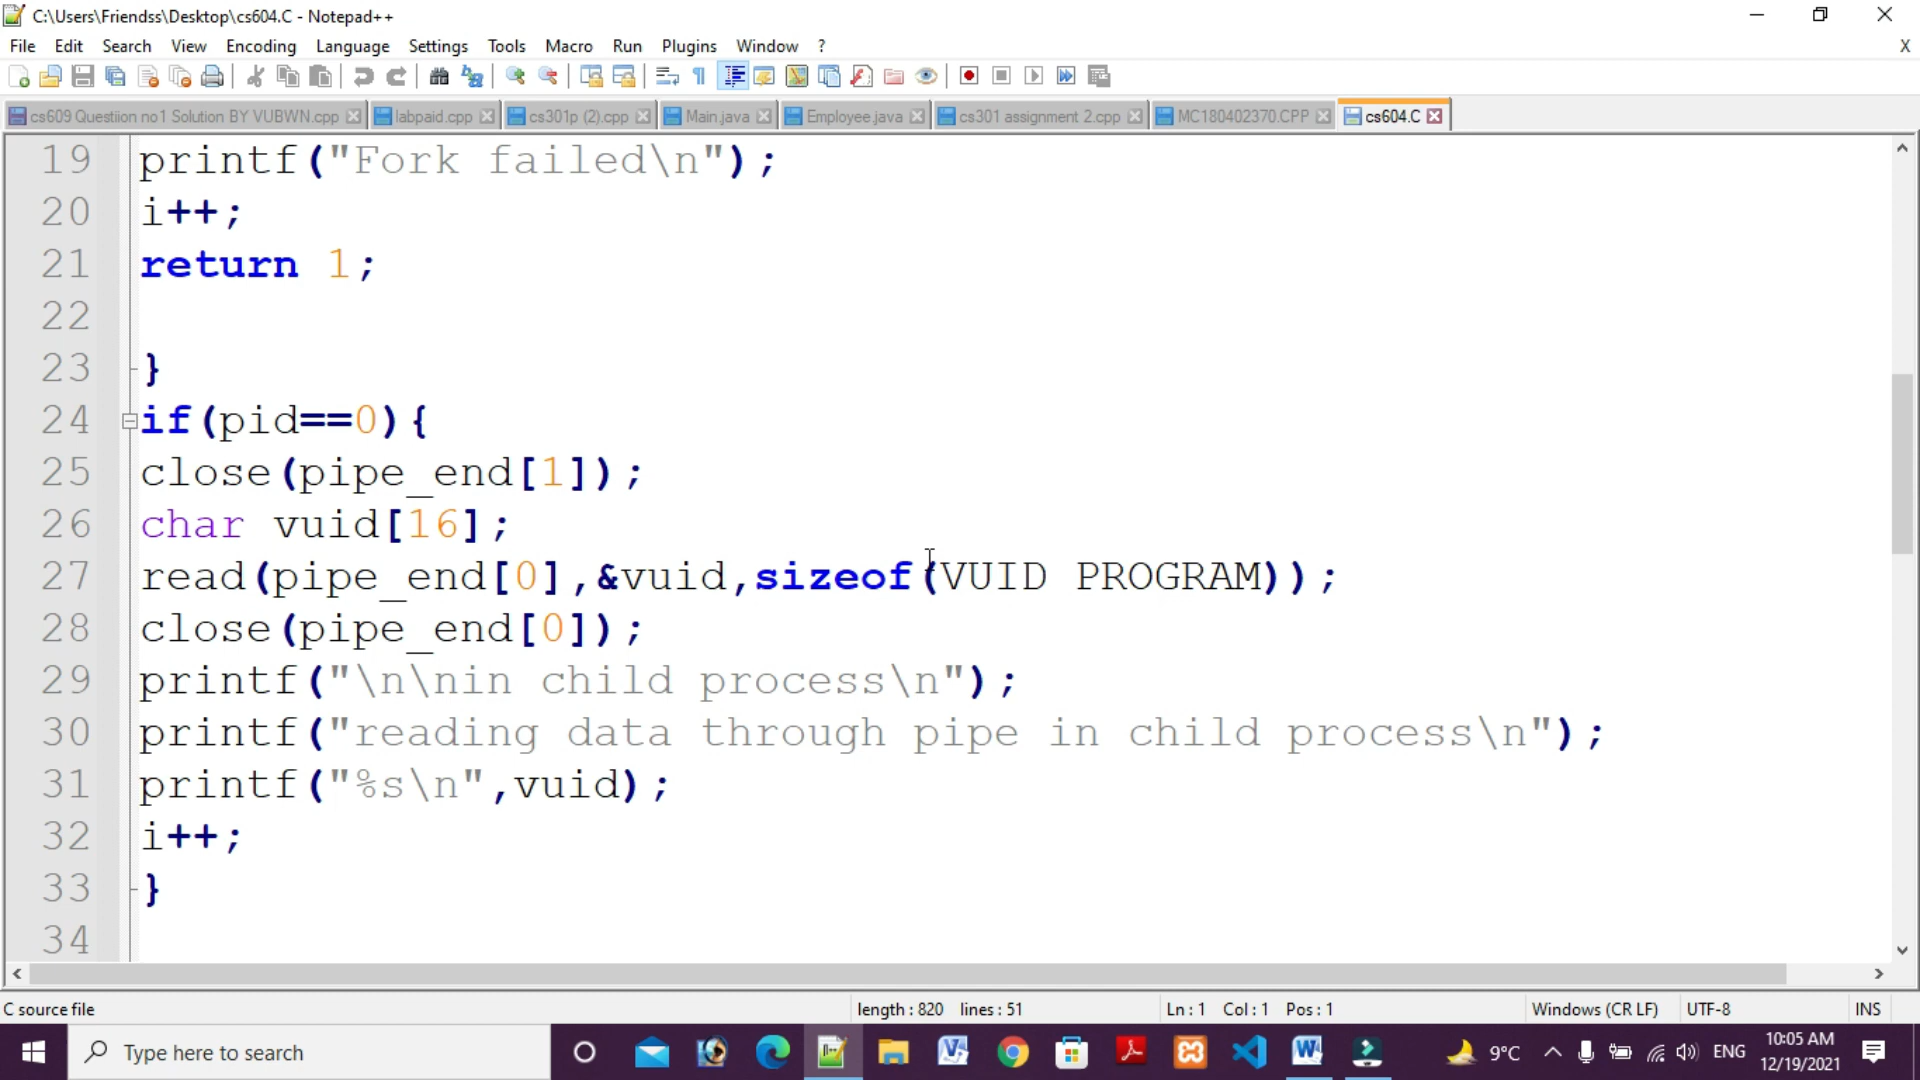 C:\Users\Friendss\Desktop\cs604.C - Notepad++
File Edit Search View Encoding Language Settings Tools Macro Run Plugins Window ? X
cs609 Questiion no1 Solution BY VUBWN.cpp labpaid.cpp cs301p (2).cpp Main.java Employee.java cs301 assignment 2.cpp MC180402370.CPP cs604.C
19 printf("Fork failed\n");
20 i++;
21 return 1;
22
23 }
24 if(pid==0){
25 close(pipe_end[1]);
26 char vuid[16];
27 read(pipe_end[0],&vuid,sizeof(VUID PROGRAM));
28 close(pipe_end[0]);
29 printf("\n\nin child process\n");
30 printf("reading data through pipe in child process\n");
31 printf("%s\n",vuid);
32 i++;
33 }
34
C source file length : 820 lines : 51 Ln : 1 Col : 1 Pos : 1 Windows (CR LF) UTF-8 INS
Type here to search 9°C ENG 10:05 AM
12/19/2021